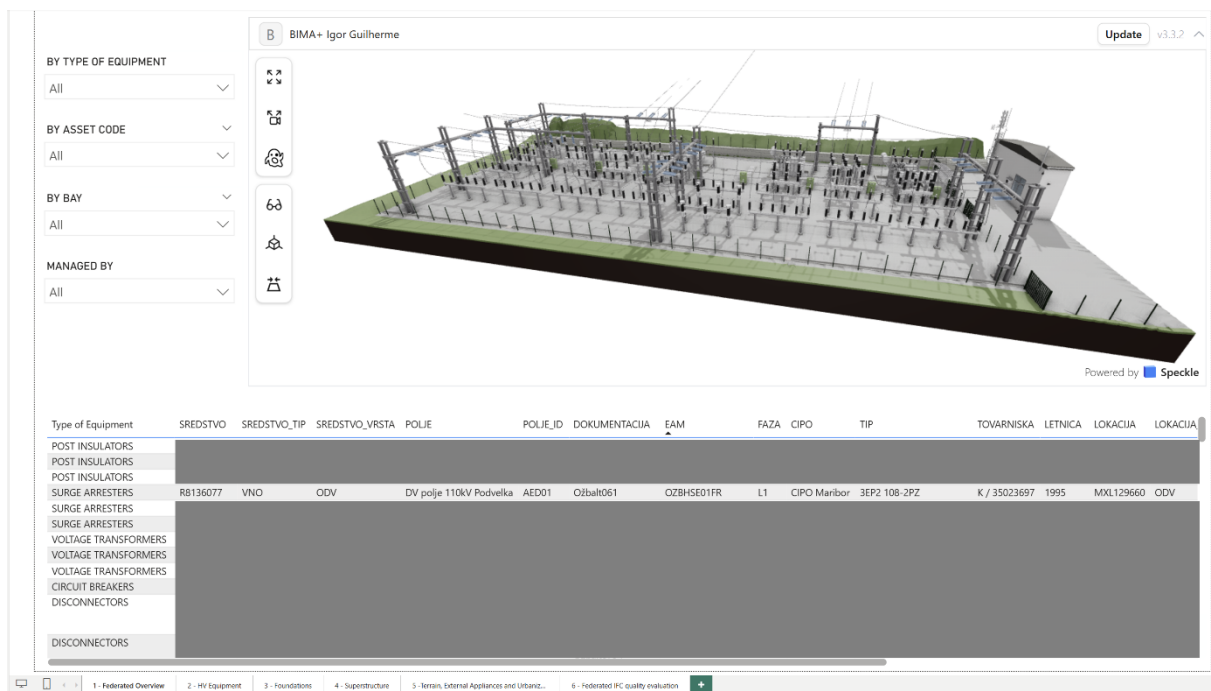 B BIMA+ Igor Guilherme
Update v3.3.2
BY TYPE OF EQUIPMENT
All
BY ASSET CODE
All
BY BAY
All
MANAGED BY
All
Powered by Speckle
Type of Equipment SREDSTVO SREDSTVO_TIP SREDSTVO_VRSTA POLJE POLJE_ID DOKUMENTACIJA EAM FAZA CIPO TIP TOVARNISKA LETNICA LOKACIJA LOKACIJA
POST INSULATORS
POST INSULATORS
POST INSULATORS
SURGE ARRESTERS R8136077 VNO ODV DV polje 110kV Podvelka AED01 Ožbalt061 OZBHSE01FR L1 CIPO Maribor 3EP2 108-2PZ K / 35023697 1995 MXL129660 ODV
SURGE ARRESTERS
SURGE ARRESTERS
VOLTAGE TRANSFORMERS
VOLTAGE TRANSFORMERS
VOLTAGE TRANSFORMERS
CIRCUIT BREAKERS
DISCONNECTORS
DISCONNECTORS
1 - Federated Overview 2 - HV Equipment 3 - Foundations 4 - Superstructure 5 -Terrain, External Appliances and Urbaniz... 6 - Federated IFC quality evaluation +